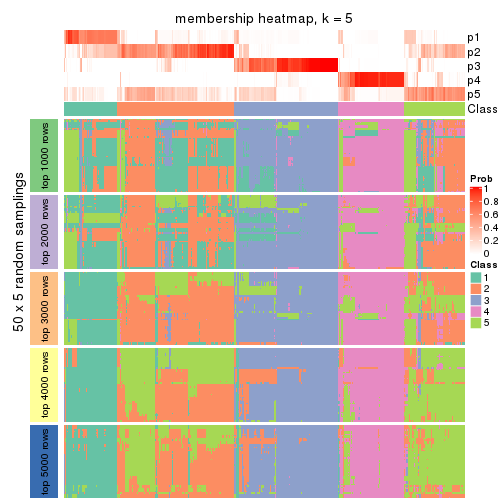 membership heatmap, k = 5
p1
p2
p3
p4
p5
Class
50 x 5 random samplings
top 1000 rows
top 2000 rows
top 3000 rows
top 4000 rows
top 5000 rows
Prob
1
0.8
0.6
0.4
0.2
0
Class
1
2
3
4
5